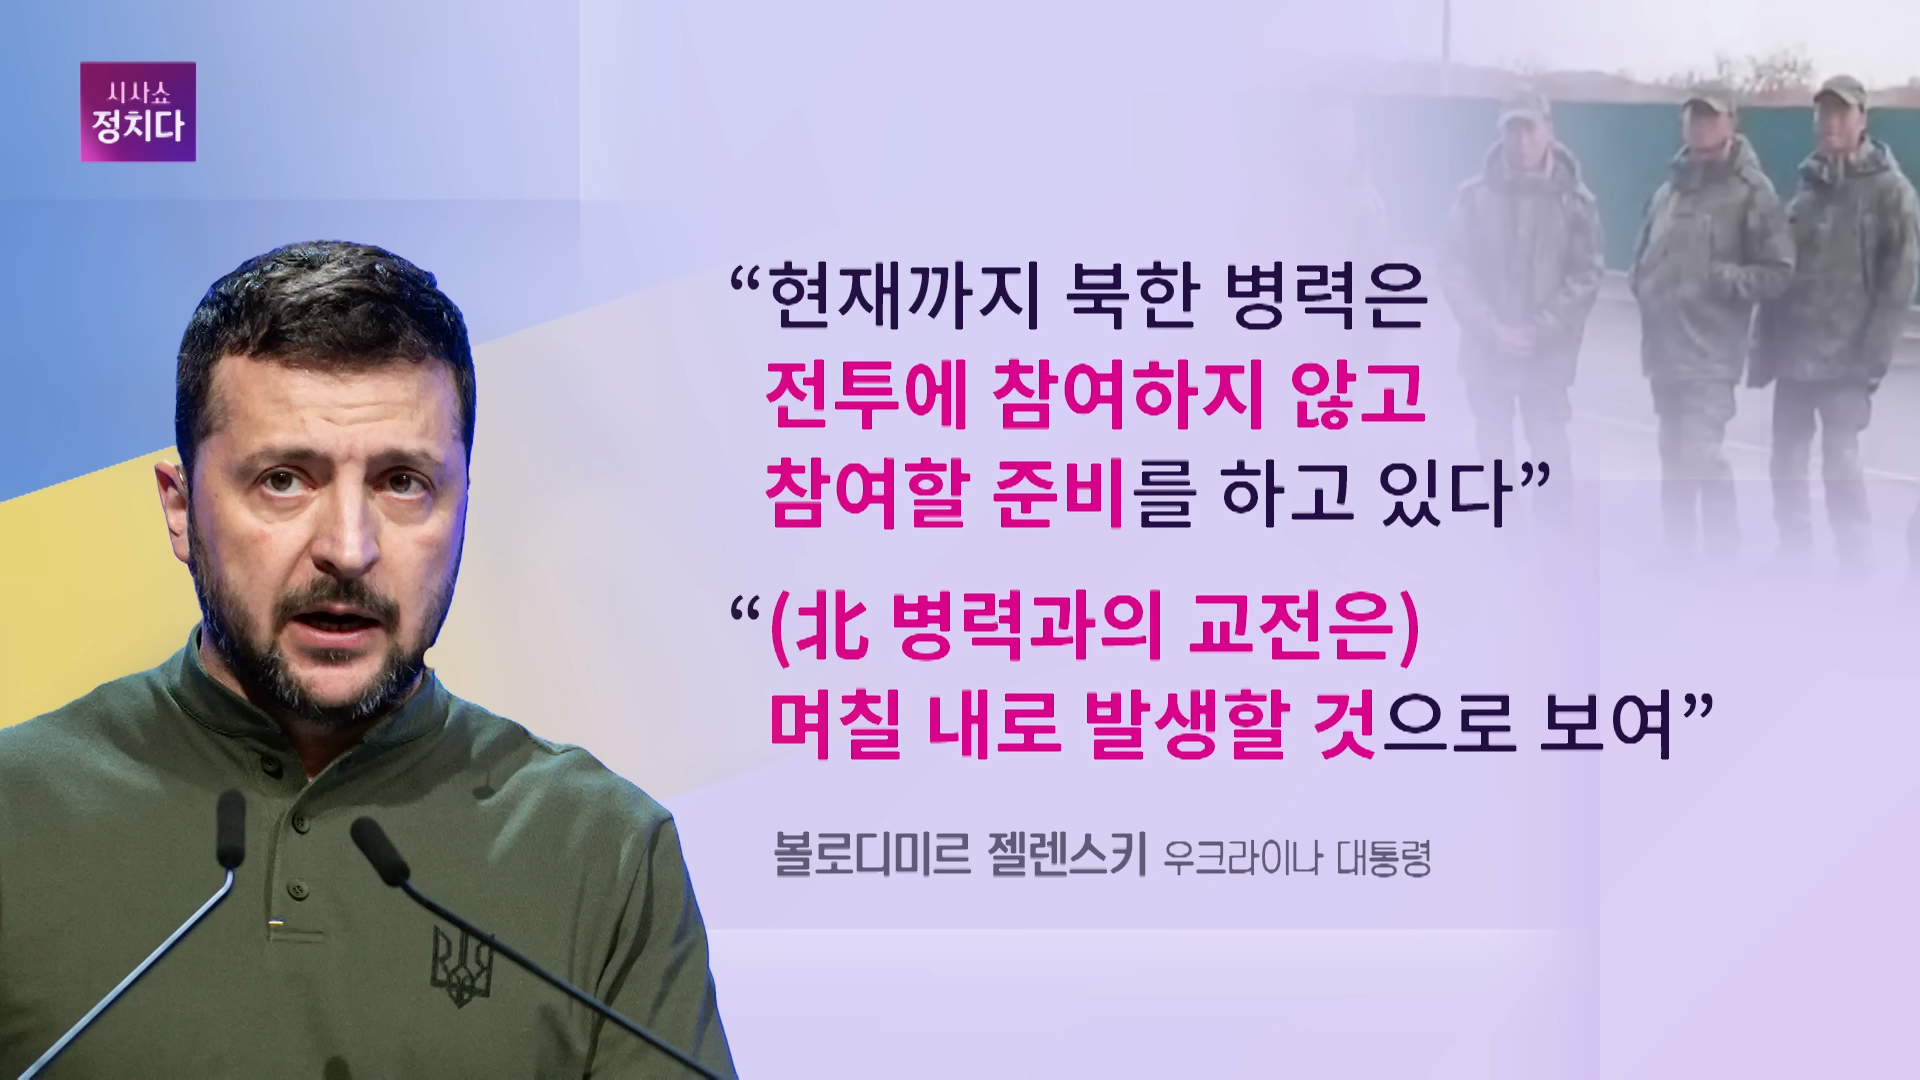 시사쇼
정치다
“현재까지 북한 병력은
전투에 참여하지 않고
참여할 준비를 하고 있다”
“(北 병력과의 교전은)
며칠 내로 발생할 것으로 보여”
볼로디미르 젤렌스키 우크라이나 대통령